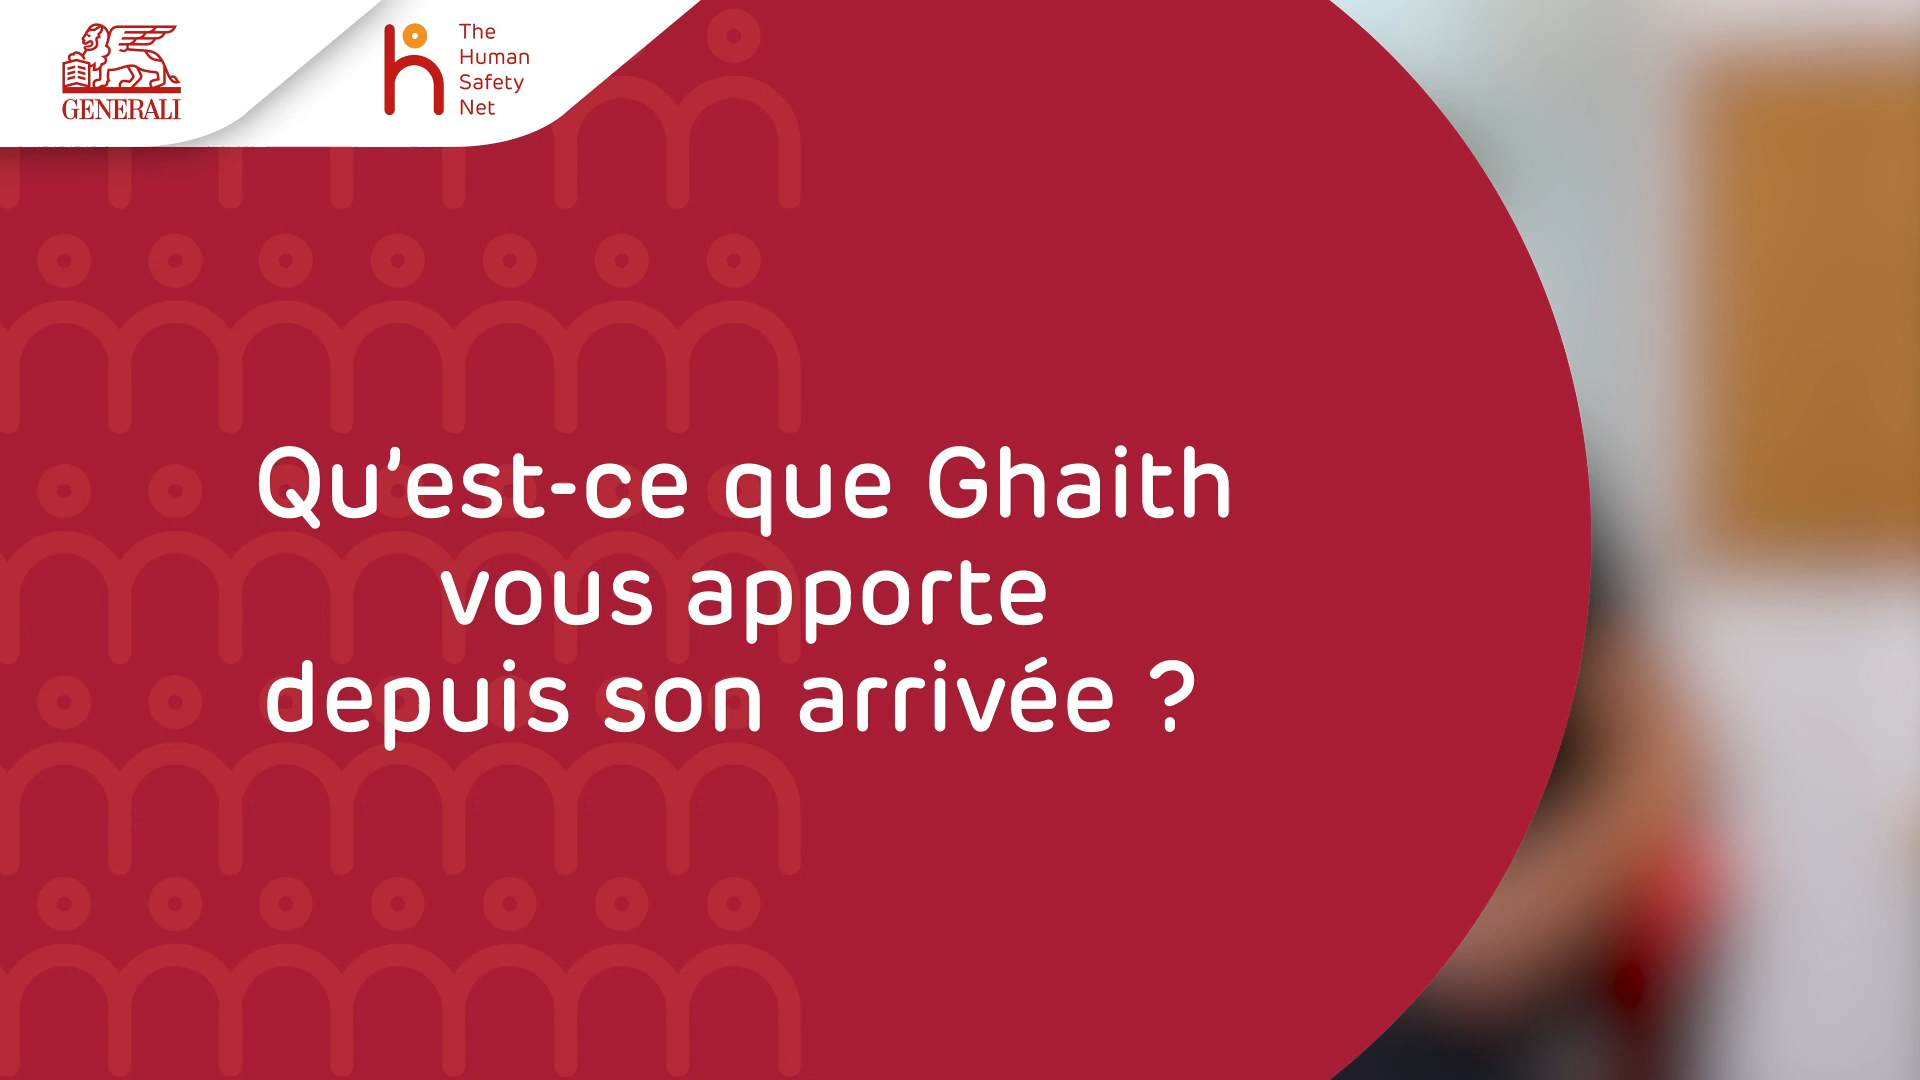 GENERALI
The
Human
Safety
Net
Qu’est-ce que Ghaith
vous apporte
depuis son arrivée ?